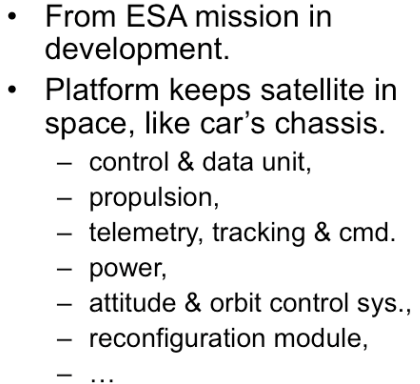 • From ESA mission in
development.
• Platform keeps satellite in
space, like car's chassis.
– control & data unit,
– propulsion,
– telemetry, tracking & cmd.
– power,
– attitude & orbit control sys.,
– reconfiguration module,
– …